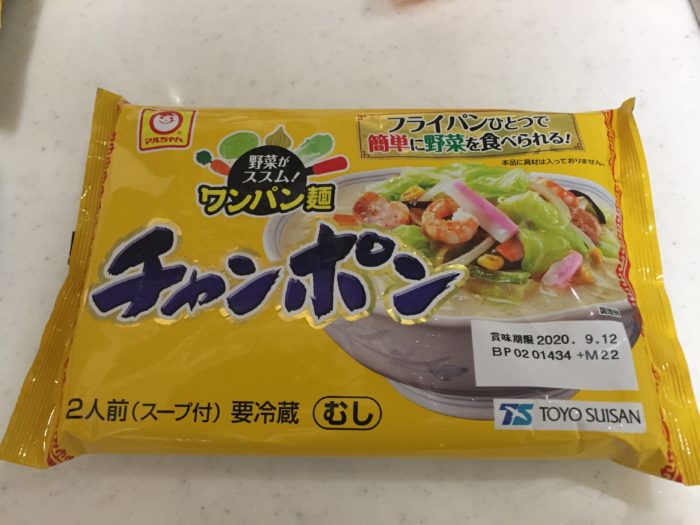 マルちゃん
フライパンひとつで
簡単に野菜を食べられる!
本品に具材は入っておりません。
野菜が
ススム!
ワンパン麺
チャンポン
調理例
賞味期限 2020. 9.12
BP 02 01434 +M22
2人前(スープ付) 要冷蔵 むし
TS TOYO SUISAN